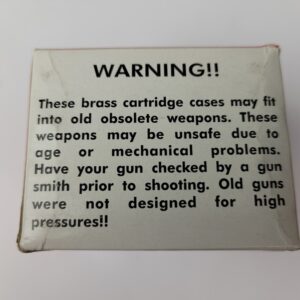 WARNING!!
These brass cartridge cases may fit
into old obsolete weapons. These
weapons may be unsafe due to
age or mechanical problems.
Have your gun checked by a gun
smith prior to shooting. Old guns
were not designed for high
pressures!!